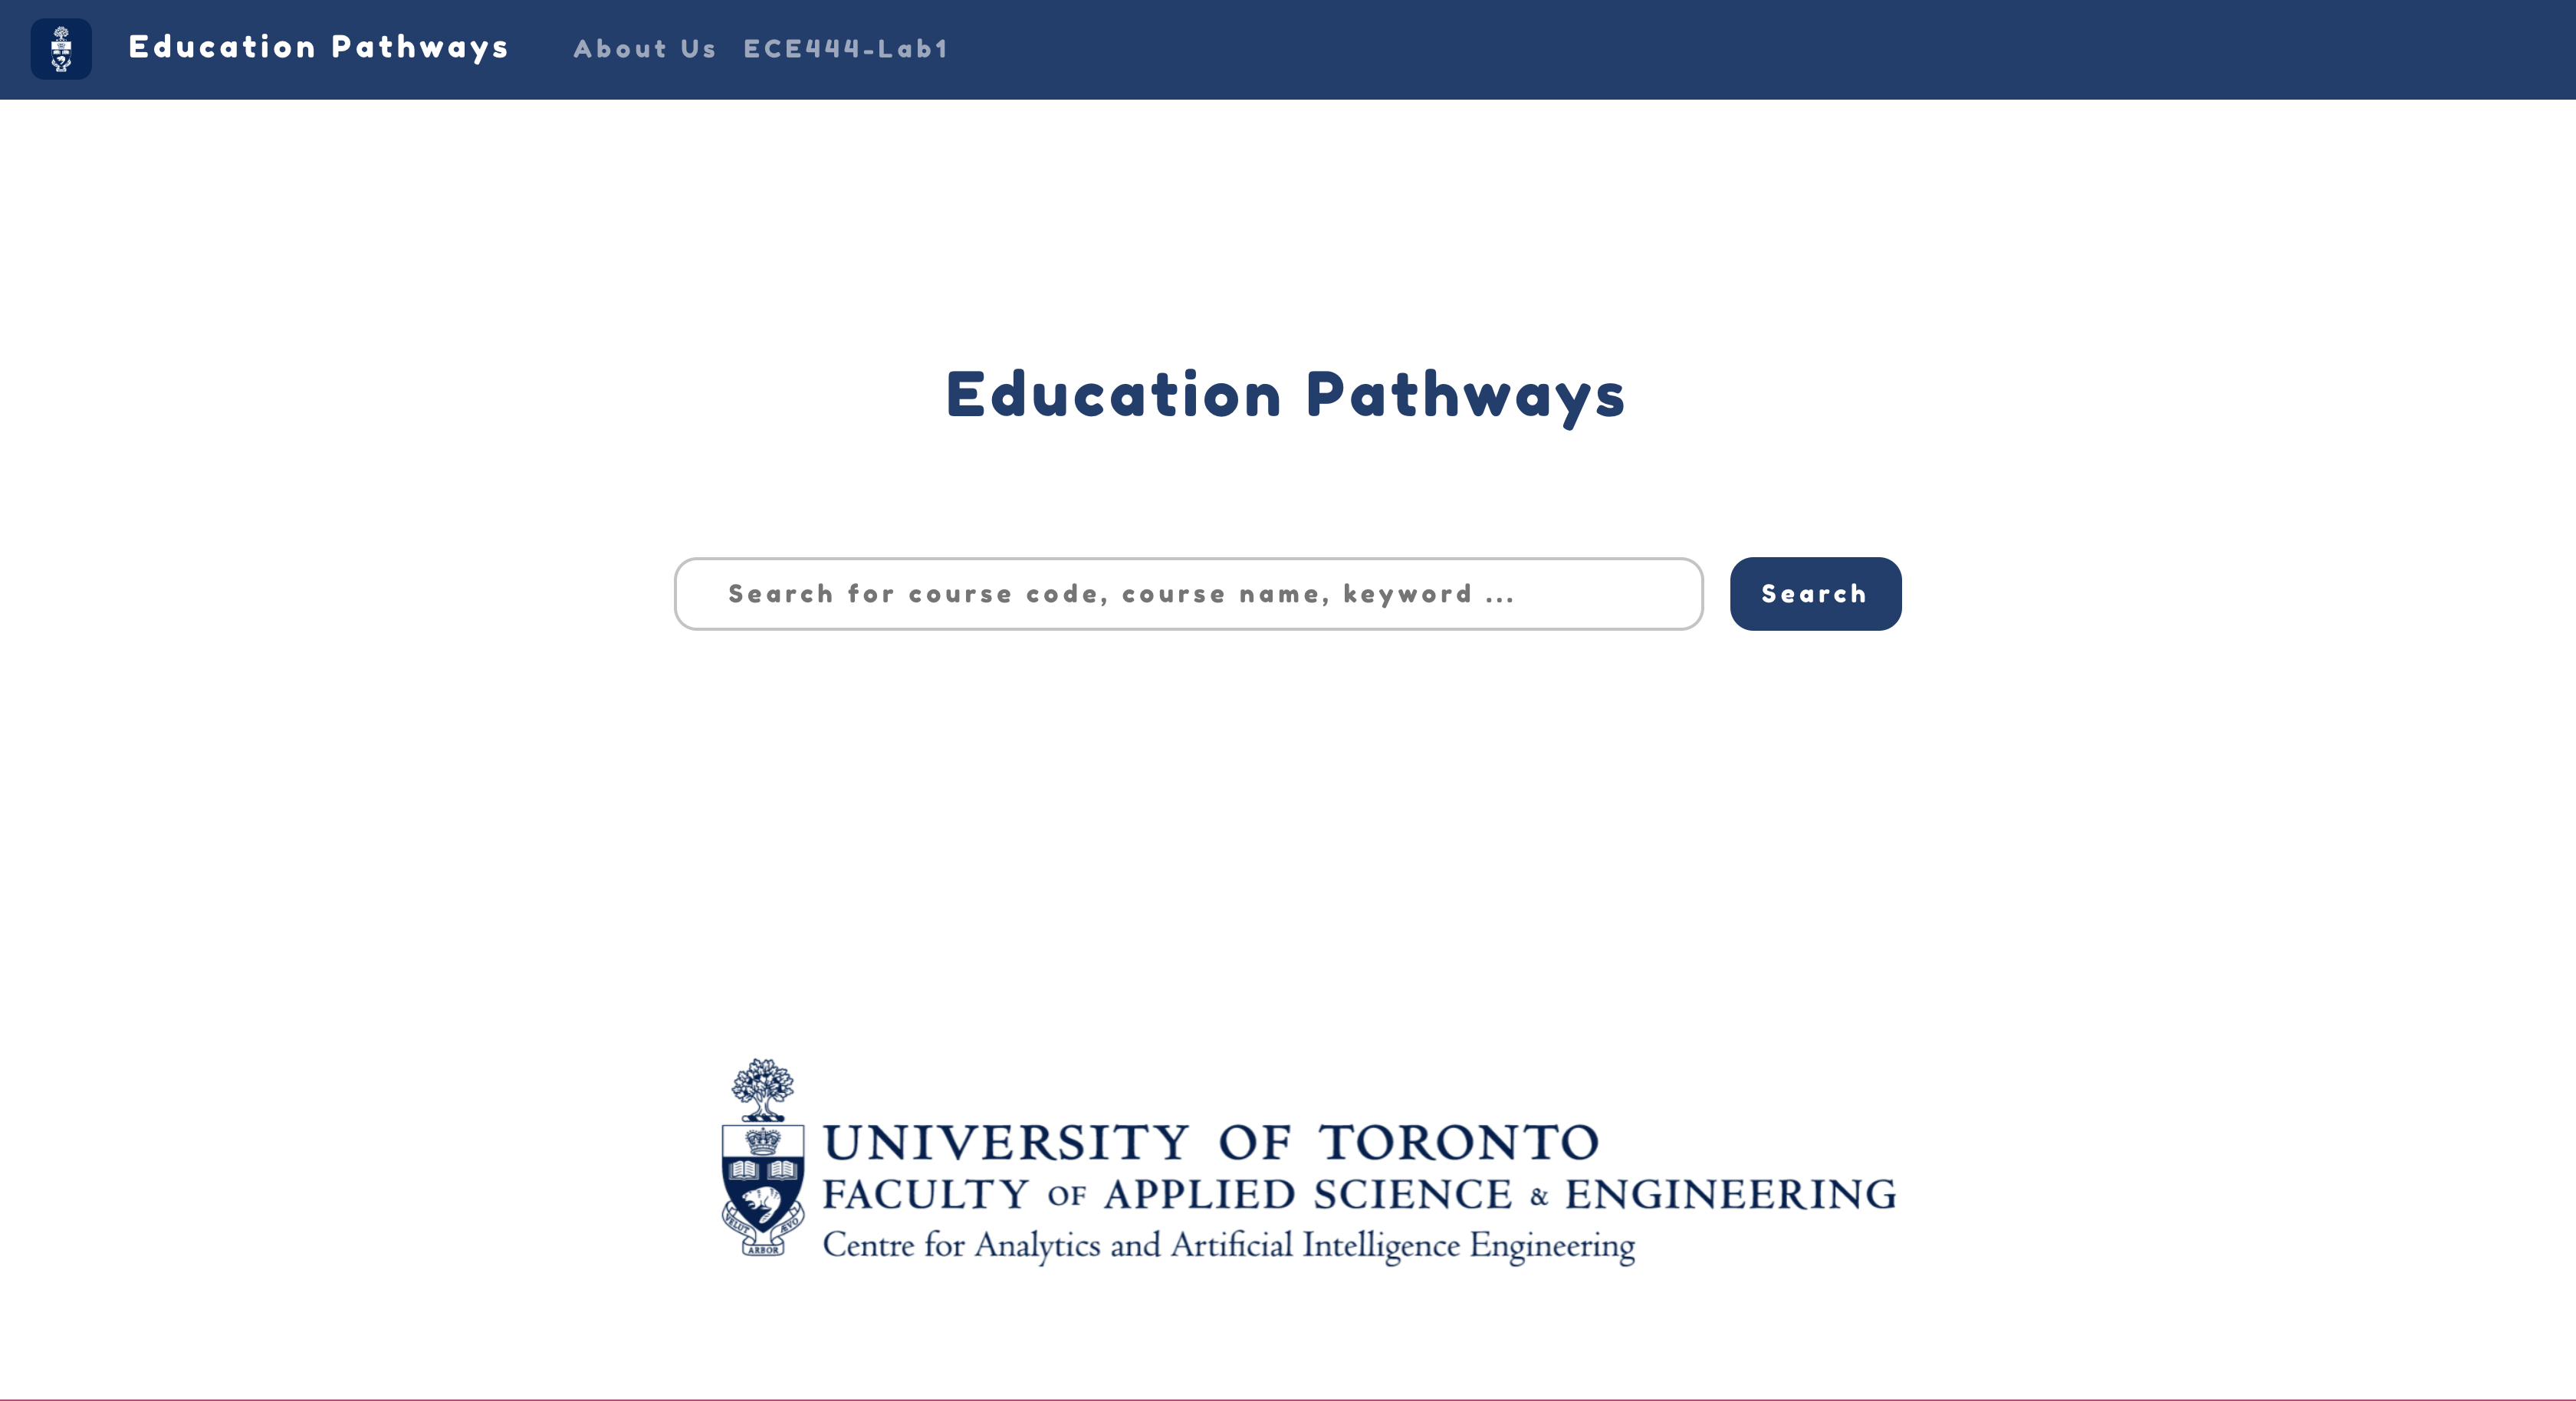 Education Pathways About Us ECE444-Lab1
Education Pathways
Search for course code, course name, keyword ...
Search
UNIVERSITY OF TORONTO
FACULTY OF APPLIED SCIENCE & ENGINEERING
Centre for Analytics and Artificial Intelligence Engineering
VELUT ARBOR ÆVO